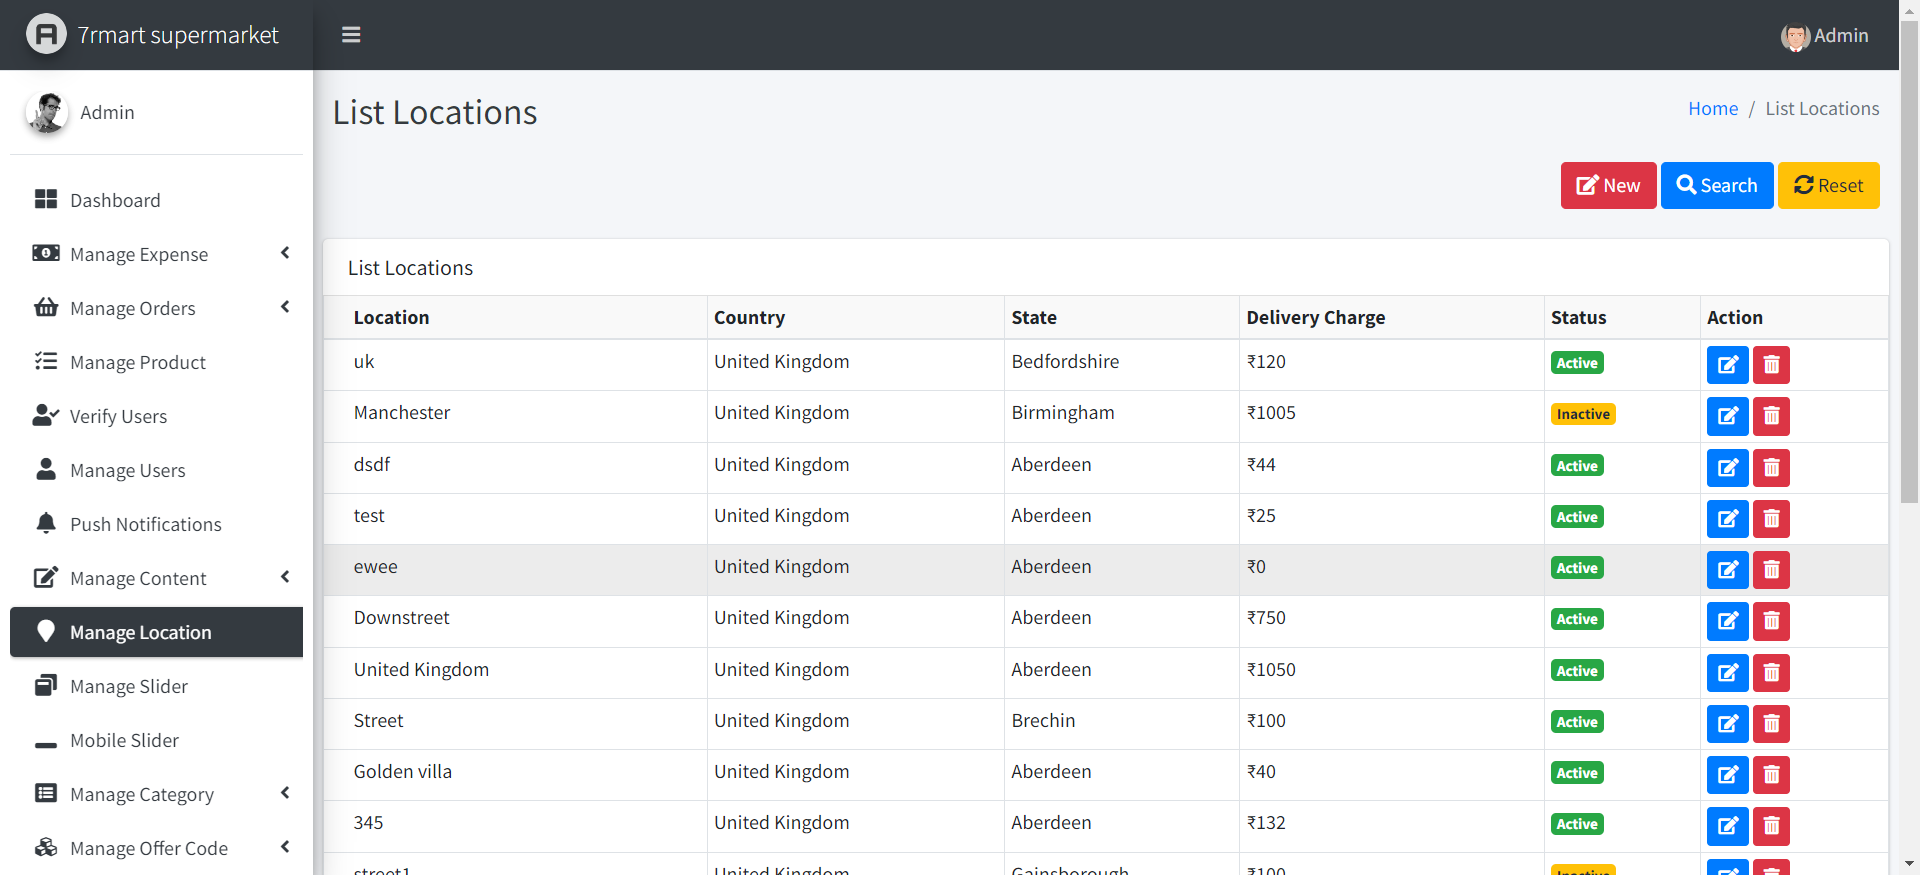 7rmart supermarket
Admin
Admin
List Locations
Home / List Locations
New Search Reset
Dashboard
Manage Expense
Manage Orders
Manage Product
Verify Users
Manage Users
Push Notifications
Manage Content
Manage Location
Manage Slider
Mobile Slider
Manage Category
Manage Offer Code
List Locations
Location Country State Delivery Charge Status Action
uk United Kingdom Bedfordshire ₹120 Active
Manchester United Kingdom Birmingham ₹1005 Inactive
dsdf United Kingdom Aberdeen ₹44 Active
test United Kingdom Aberdeen ₹25 Active
ewee United Kingdom Aberdeen ₹0 Active
Downstreet United Kingdom Aberdeen ₹750 Active
United Kingdom United Kingdom Aberdeen ₹1050 Active
Street United Kingdom Brechin ₹100 Active
Golden villa United Kingdom Aberdeen ₹40 Active
345 United Kingdom Aberdeen ₹132 Active
street1 United Kingdom Gainsborough ₹100 Inactive